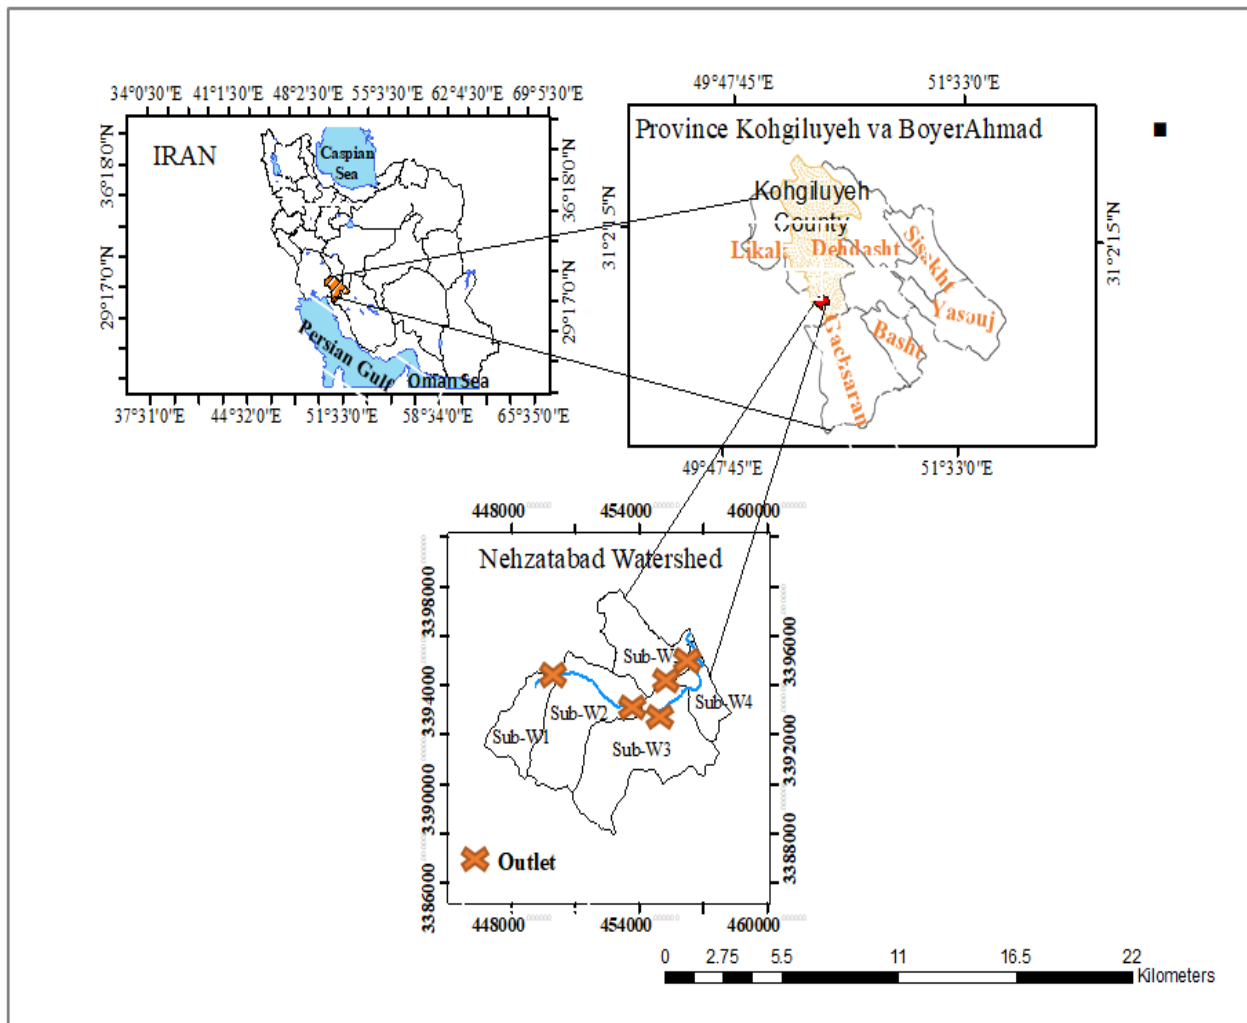 34°0'30"E 41°1'30"E 48°2'30"E 55°3'30"E 62°4'30"E 69°5'30"E
IRAN
Caspian
Sea
Persian Gulf
Oman Sea
36°18'0"N
29°17'0"N
36°18'0"N
29°17'0"N
37°31'0"E 44°32'0"E 51°33'0"E 58°34'0"E 65°35'0"E
49°47'45"E 51°33'0"E
Province Kohgiluyeh va BoyerAhmad
Kohgiluyeh
County
Dehdasht
Sisakht
Yasouj
Basht
Gachsaran
31°2'15"N
31°2'15"N
49°47'45"E 51°33'0"E
448000 454000 460000
Nehzatabad Watershed
Sub-W
Sub-W4
Sub-W2
Sub-W1
Sub-W3
Outlet
3398000
3394000
3390000
3386000
3396000
3392000
3388000
448000 454000 460000
0 2.75 5.5 11 16.5 22
Kilometers